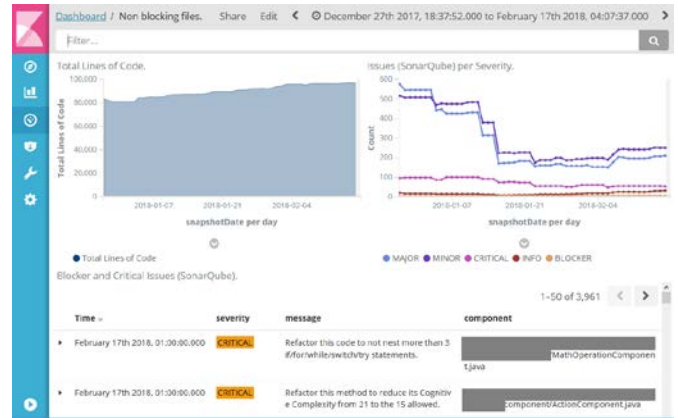 Dashboard / Non blocking files. Share Edit December 27th 2017, 18:37:52.000 to February 17th 2018, 04:07:37.000
Filter...
Total Lines of Code.
100,000
80,000
60,000
40,000
20,000
0
Total Lines of Code
2018-01-07 2018-01-21 2018-02-04
snapshotDate per day
Total Lines of Code
Issues (SonarQube) per Severity.
600
500
400
300
200
100
0
Count
2018-01-07 2018-01-21 2018-02-04
snapshotDate per day
MAJOR MINOR CRITICAL INFO BLOCKER
Blocker and Critical Issues (SonarQube).
1–50 of 3,961
Time severity message component
February 17th 2018, 01:00:00.000 CRITICAL Refactor this code to not nest more than 3
if/for/while/switch/try statements.
MathOperationComponen
t.java
February 17th 2018, 01:00:00.000 CRITICAL Refactor this method to reduce its Cognitiv
e Complexity from 21 to the 15 allowed.
component/ActionComponent.java